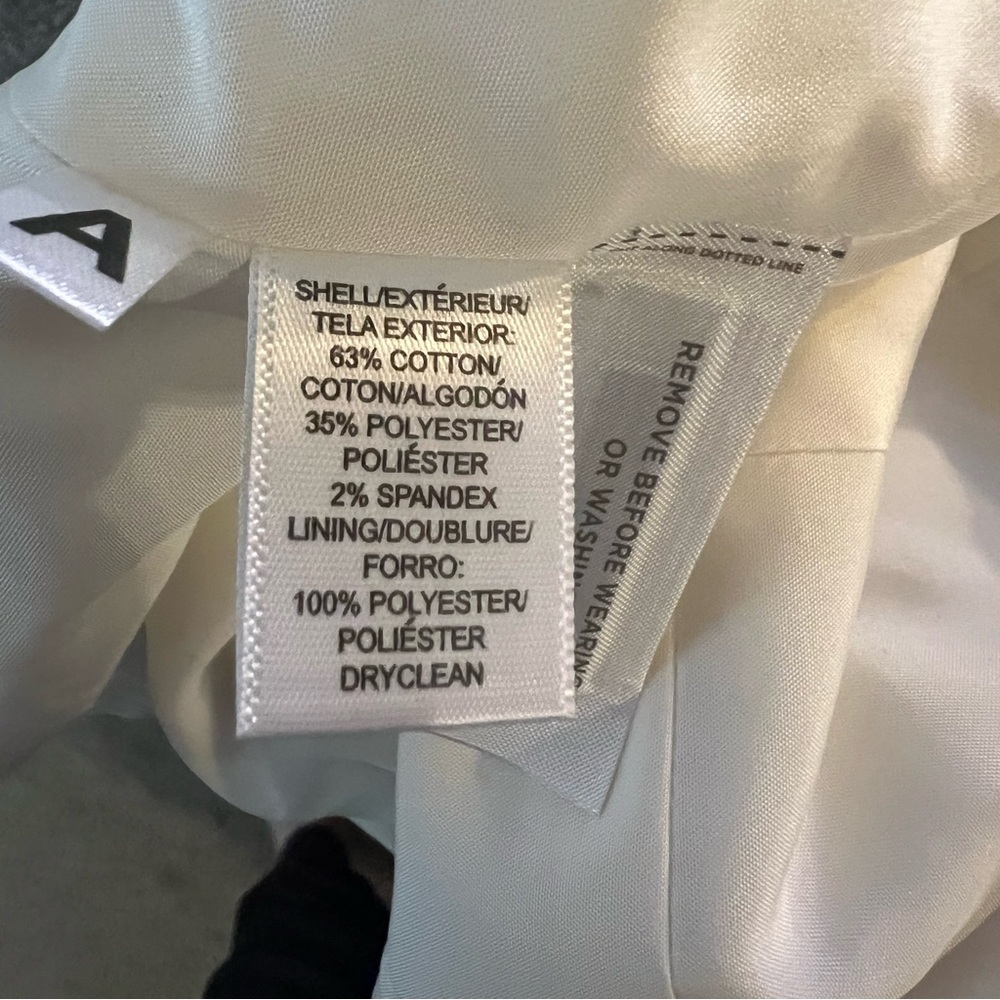 A
SHELL/EXTÉRIEUR/
TELA EXTERIOR:
63% COTTON/
COTON/ALGODÓN
35% POLYESTER/
POLIÉSTER
2% SPANDEX
LINING/DOUBLURE/
FORRO:
100% POLYESTER/
POLIÉSTER
DRYCLEAN
ALONG DOTTED LINE
REMOVE BEFORE WEARING
OR